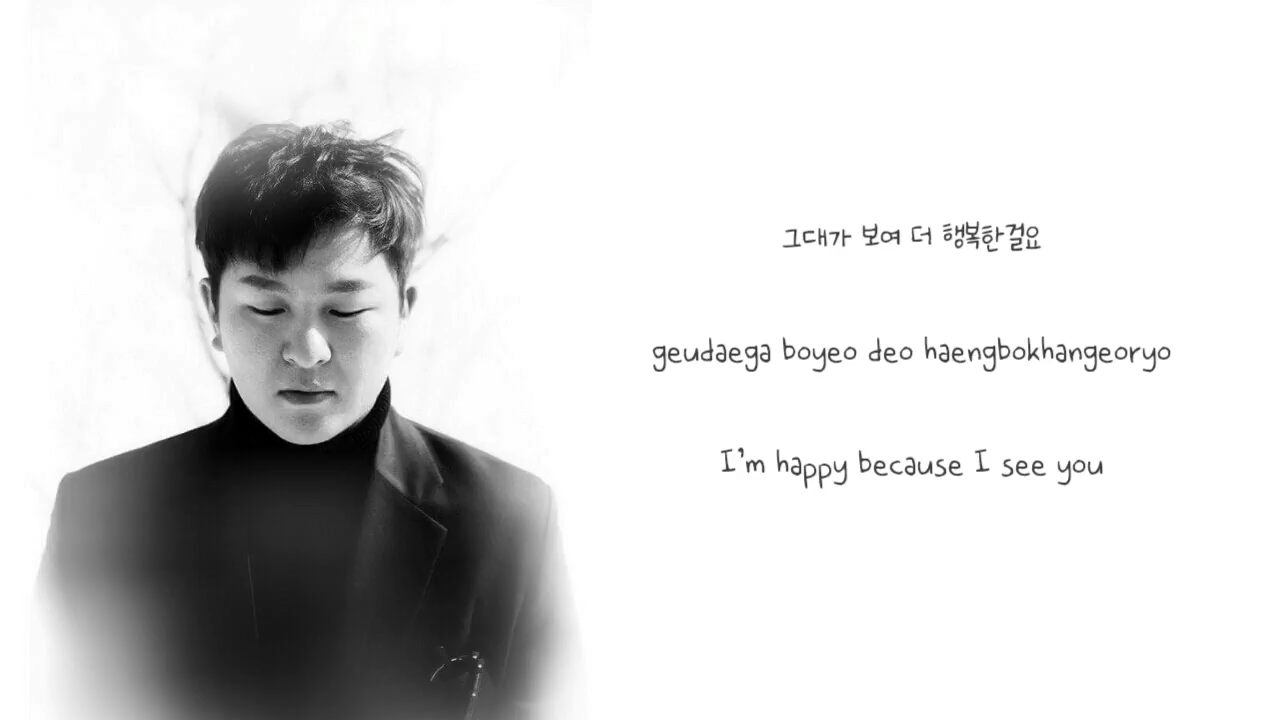 그대가 보여 더 행복한걸요
geudaega boyeo deo haengbokhangeoryo
I'm happy because I see you